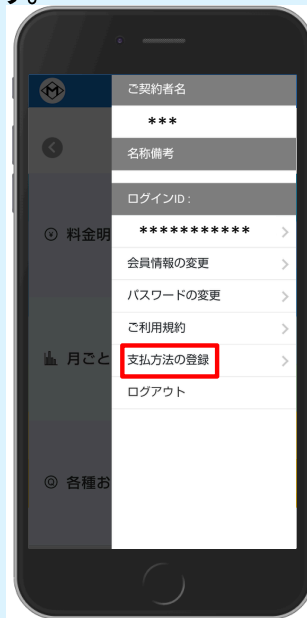 す。
ご契約者名
***
名称備考
ログインID :
***********
会員情報の変更
パスワードの変更
ご利用規約
支払方法の登録
ログアウト
料金明
月ごと
各種お